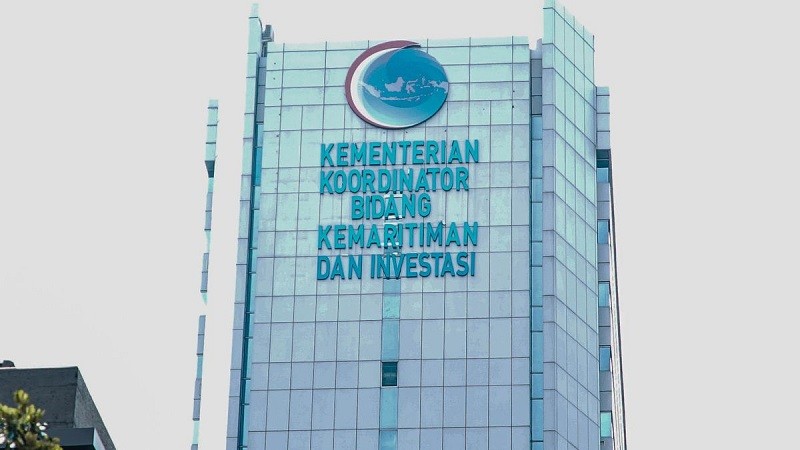 KEMENTERIAN
KOORDINATOR
BIDANG
KEMARITIMAN
DAN INVESTASI